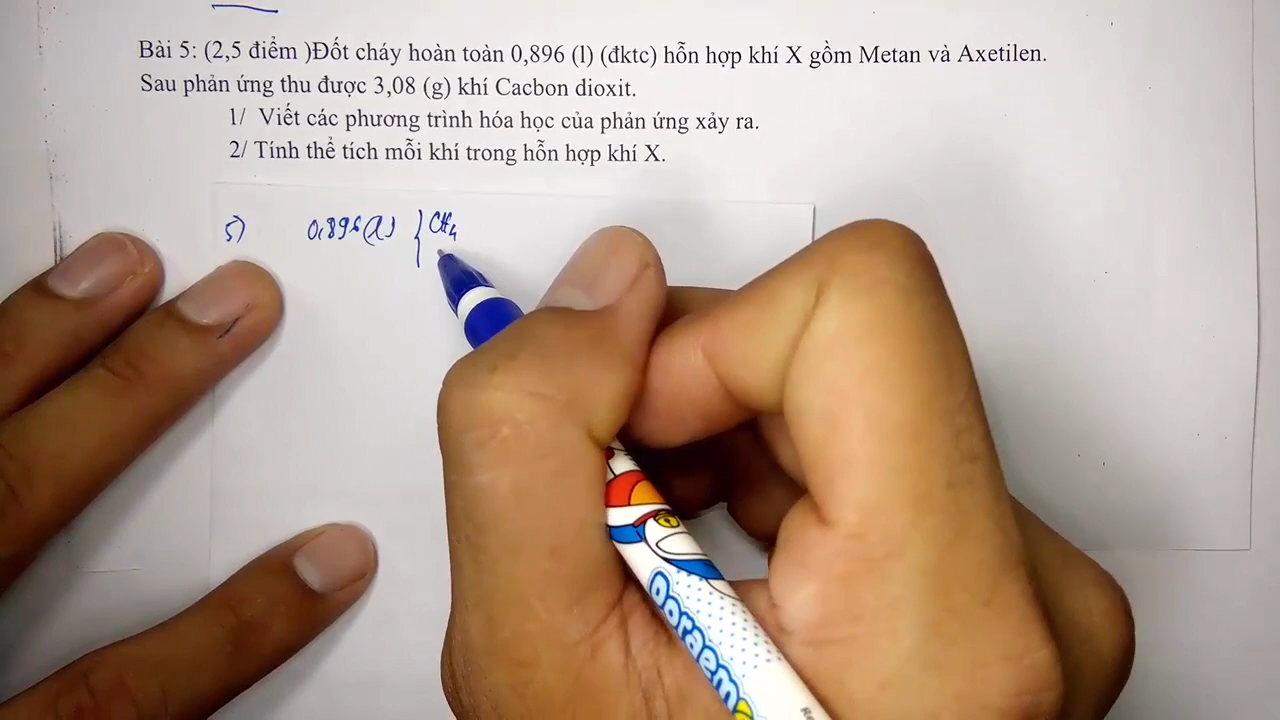 Bài 5: (2,5 điểm )Đốt cháy hoàn toàn 0,896 (l) (đktc) hỗn hợp khí X gồm Metan và Axetilen.
Sau phản ứng thu được 3,08 (g) khí Cacbon dioxit.
1/ Viết các phương trình hóa học của phản ứng xảy ra.
2/ Tính thể tích mỗi khí trong hỗn hợp khí X.
5) 0,896(l) { CH4
Doraem